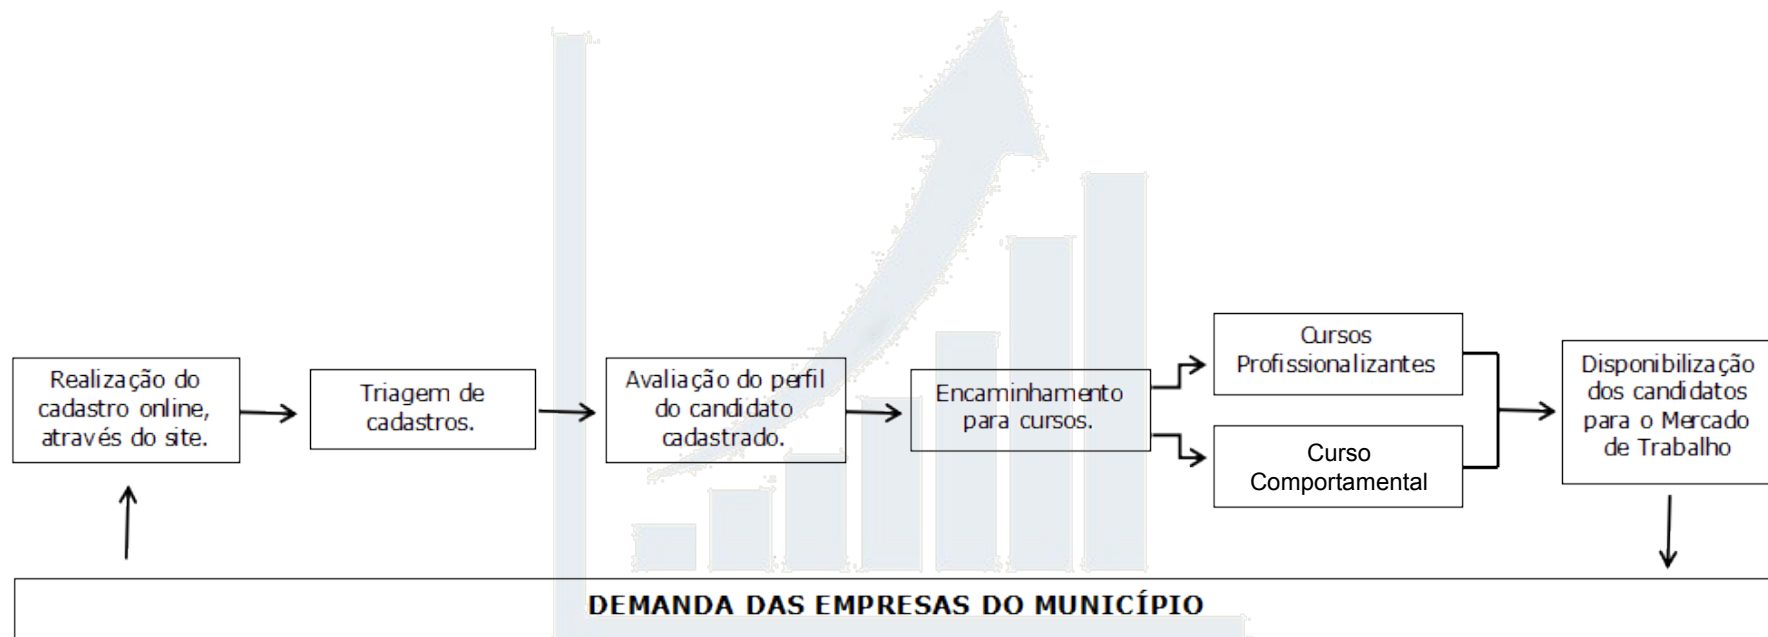 Realização do
cadastro online,
através do site.
Triagem de
cadastros.
Avaliação do perfil
do candidato
cadastrado.
Encaminhamento
para cursos.
Cursos
Profissionalizantes
Curso
Comportamental
Disponibilização
dos candidatos
para o Mercado
de Trabalho
DEMANDA DAS EMPRESAS DO MUNICÍPIO